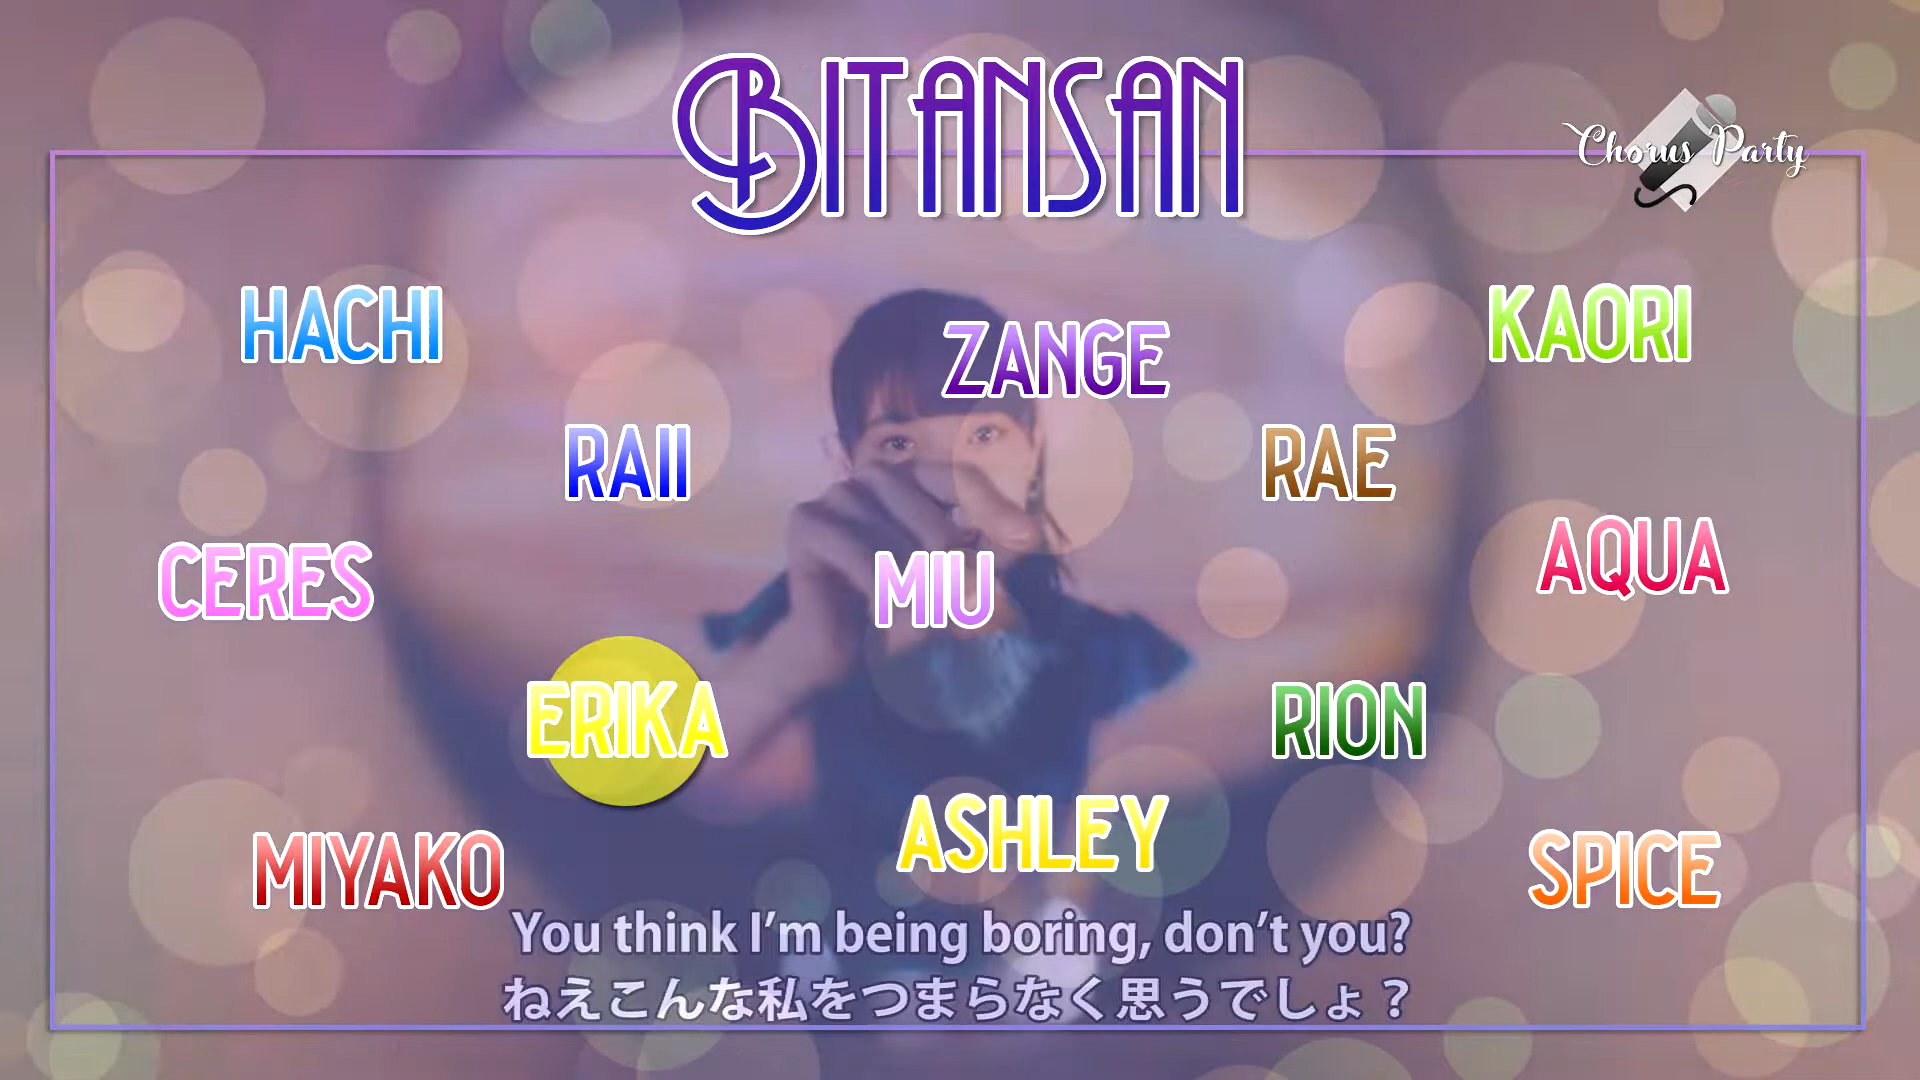 BITANSAN
Chorus Party
HACHI
ZANGE
KAORI
RAII
RAE
CERES
MIU
AQUA
ERIKA
RION
MIYAKO
ASHLEY
SPICE
You think I'm being boring, don't you?
ねえこんな私をつまらなく思うでしょ？